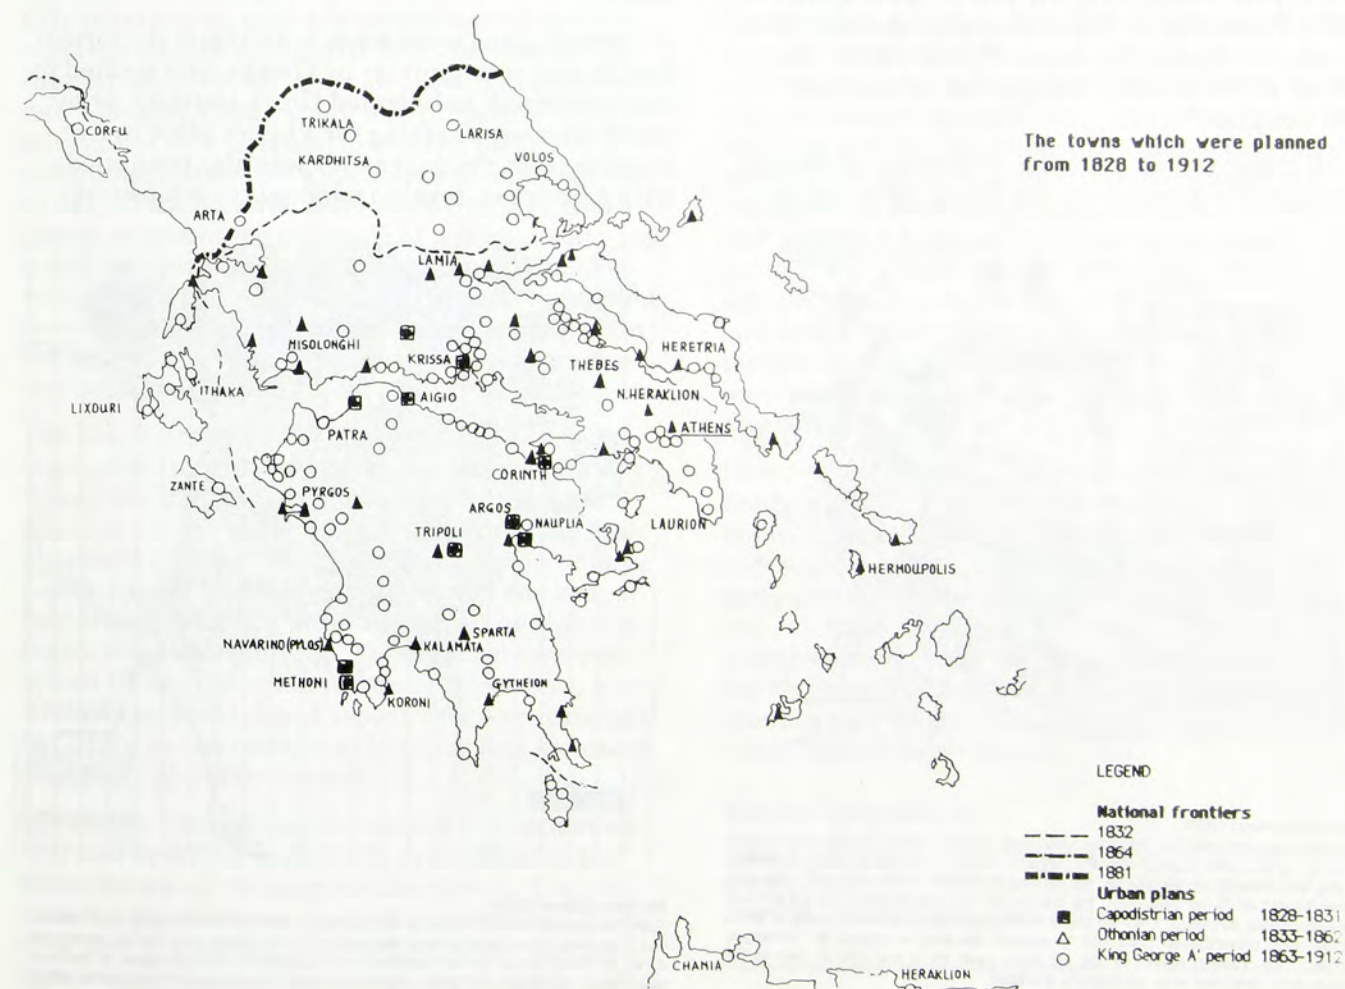 The towns which were planned
from 1828 to 1912
CORFU
TRIKALA
LARISA
KARDHITSA
VOLOS
ARTA
LAMIA
MISOLONGHI
KRISSA
THEBES
HERETRIA
ITHAKA
LIXOURI
AIGIO
N.HERAKLION
PATRA
ATHENS
CORINTH
ZANTE
PYRGOS
ARGOS
NAUPLIA
LAURION
TRIPOLI
HERMOUPOLIS
SPARTA
NAVARINO(PYLOS)
KALAMATA
METHONI
GYTHEION
KORONI
CHANIA
HERAKLION
LEGEND
National frontiers
1832
1864
1881
Urban plans
Capodistrian period 1828-1831
Othonian period 1833-1862
King George A' period 1863-1912